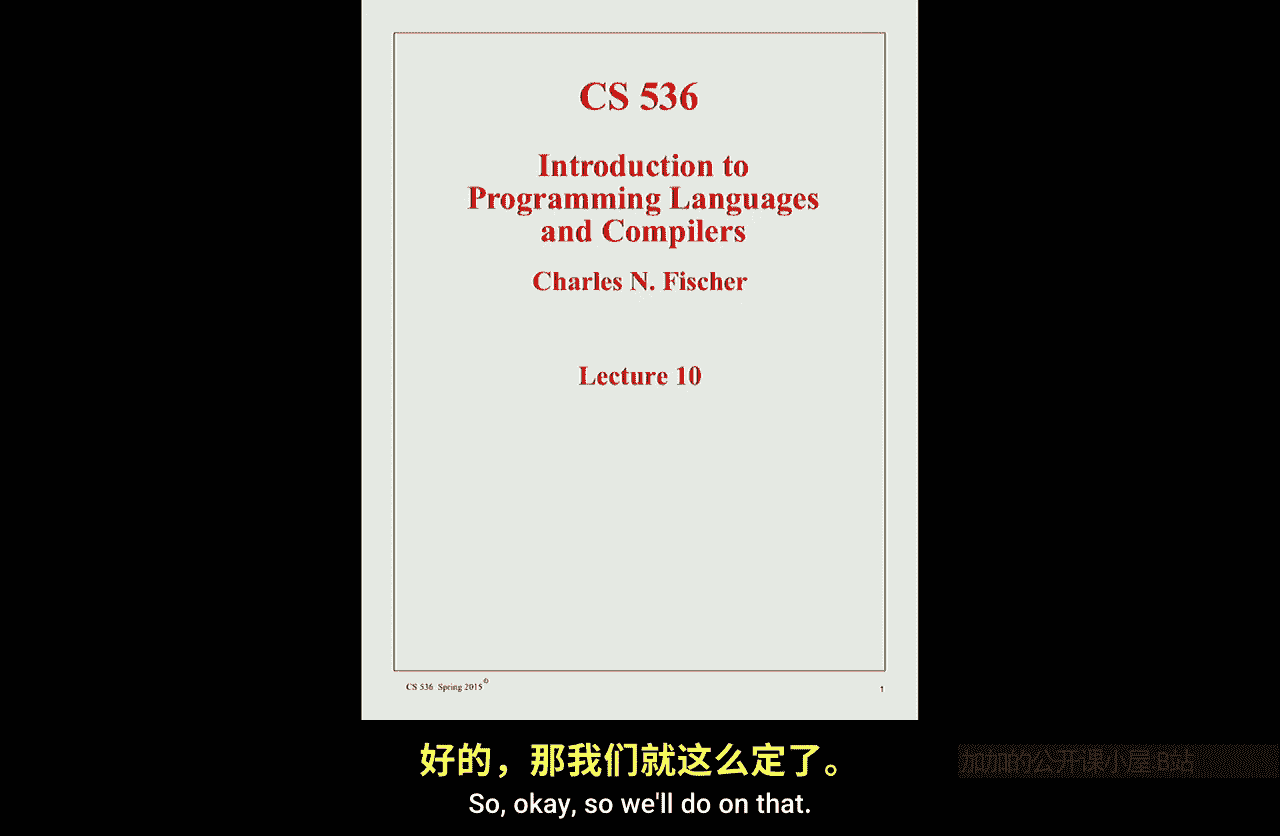 CS 536
Introduction to
Programming Languages
and Compilers
Charles N. Fischer
Lecture 10
CS 536 Spring 2015©
1
好的，那我们就这么定了。
加加的公开课小屋 B站
So, okay, so we'll do on that.